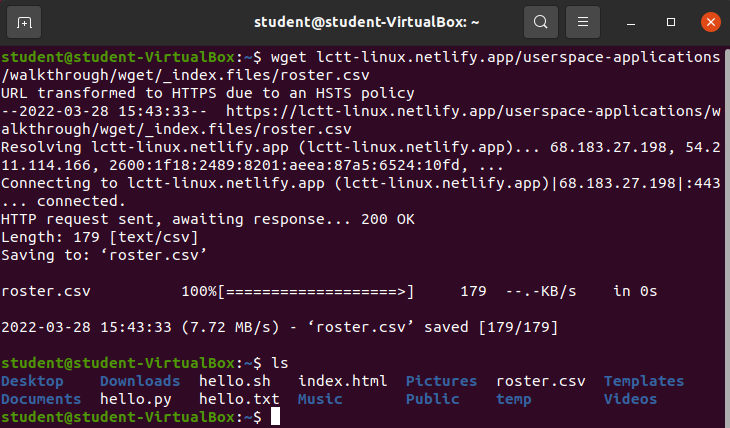 student@student-VirtualBox: ~
student@student-VirtualBox:~$ wget lctt-linux.netlify.app/userspace-applications
/walkthrough/wget/_index.files/roster.csv
URL transformed to HTTPS due to an HSTS policy
--2022-03-28 15:43:33--  https://lctt-linux.netlify.app/userspace-applications/w
alkthrough/wget/_index.files/roster.csv
Resolving lctt-linux.netlify.app (lctt-linux.netlify.app)... 68.183.27.198, 54.2
11.114.166, 2600:1f18:2489:8201:aeea:87a5:6524:10fd, ...
Connecting to lctt-linux.netlify.app (lctt-linux.netlify.app)|68.183.27.198|:443
... connected.
HTTP request sent, awaiting response... 200 OK
Length: 179 [text/csv]
Saving to: ‘roster.csv’
roster.csv          100%[===================>]     179  --.-KB/s    in 0s
2022-03-28 15:43:33 (7.72 MB/s) - ‘roster.csv’ saved [179/179]
student@student-VirtualBox:~$ ls
Desktop    Downloads  hello.sh   index.html  Pictures  roster.csv  Templates
Documents  hello.py   hello.txt  Music       Public    temp        Videos
student@student-VirtualBox:~$